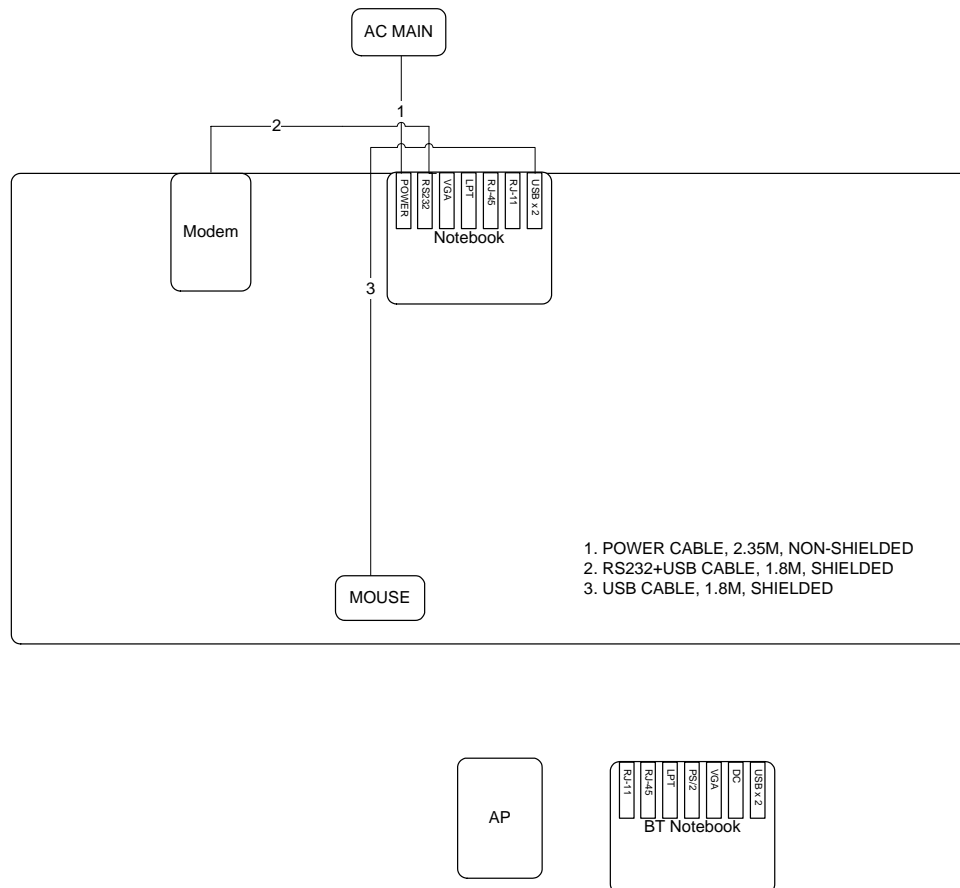 AC MAIN
1
2
POWER
RS232
VGA
LPT
RJ-45
RJ-11
USB x 2
Modem
Notebook
3
1. POWER CABLE, 2.35M, NON-SHIELDED
2. RS232+USB CABLE, 1.8M, SHIELDED
3. USB CABLE, 1.8M, SHIELDED
MOUSE
RJ-11
RJ-45
LPT
PS/2
VGA
DC
USB x 2
AP
BT Notebook